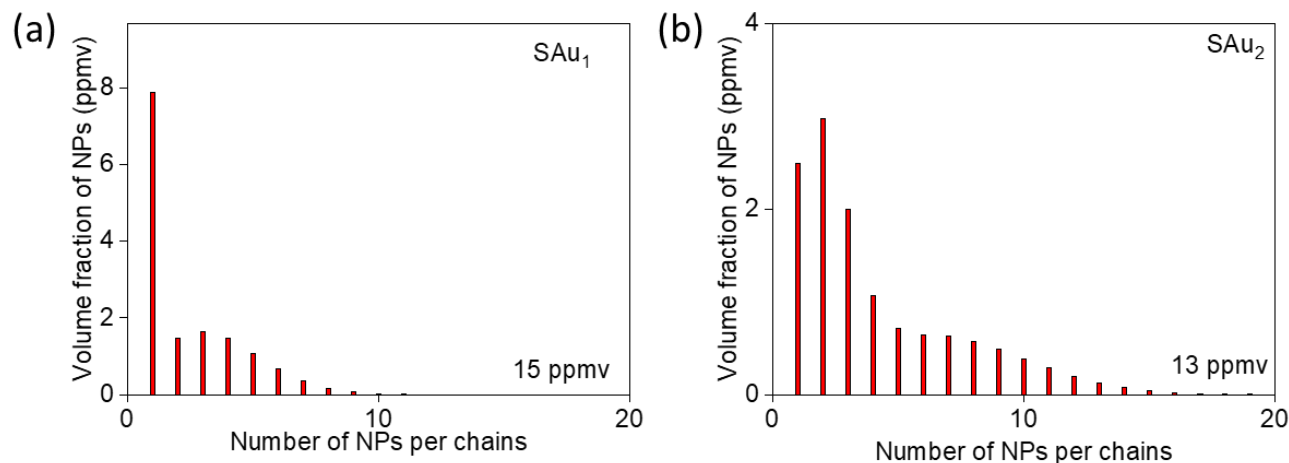 (a)
Volume fraction of NPs (ppmv)
8
6
4
2
0
SAu₁
15 ppmv
0 10 20
Number of NPs per chains
(b)
Volume fraction of NPs (ppmv)
4
2
0
SAu₂
13 ppmv
0 10 20
Number of NPs per chains